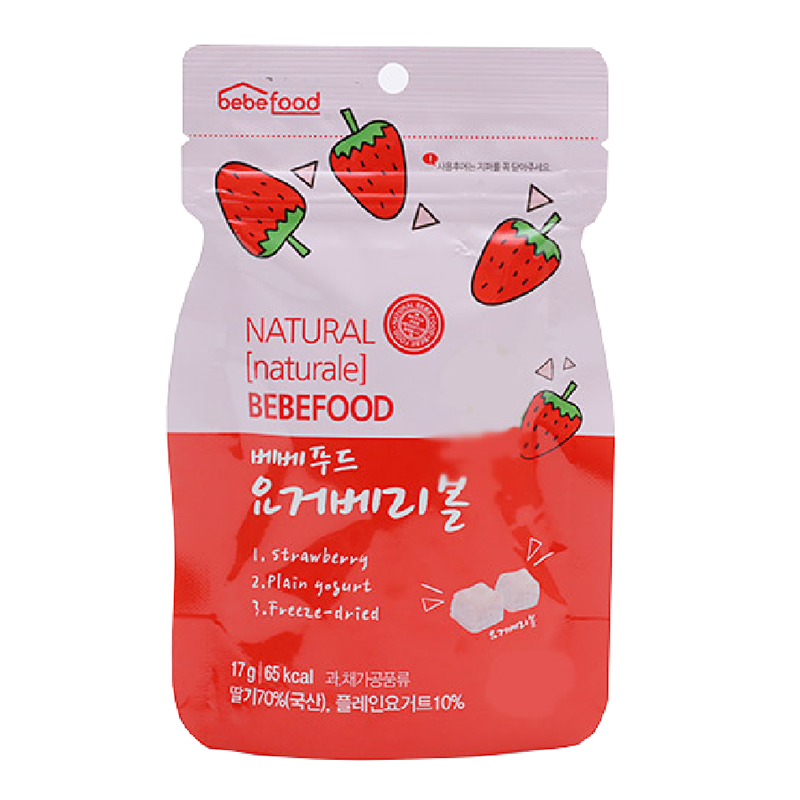 bebefood
사용후에는 지퍼를 꼭 닫아주세요
NATURAL
[naturale]
BEBEFOOD
베베푸드
요거베리볼
1. strawberry
2. Plain yogurt
3. Freeze-dried
요거베리볼
17g | 65 kcal 과.채가공품류
딸기70%(국산), 플레인요거트10%